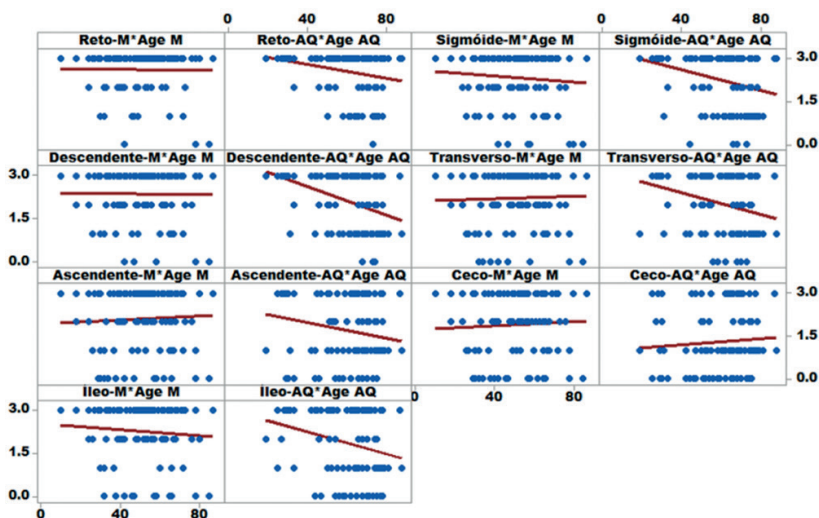 0 40 80 0 40 80
Reto-M*Age M Reto-AQ*Age AQ Sigmóide-M*Age M Sigmóide-AQ*Age AQ
3.0
1.5
0.0
Descendente-M*Age M Descendente-AQ*Age AQ Transverso-M*Age M Transverso-AQ*Age AQ
3.0
1.5
0.0
Ascendente-M*Age M Ascendente-AQ*Age AQ Ceco-M*Age M Ceco-AQ*Age AQ
3.0
1.5
0.0
Íleo-M*Age M Íleo-AQ*Age AQ
0 40 80
3.0
1.5
0.0
0 40 80